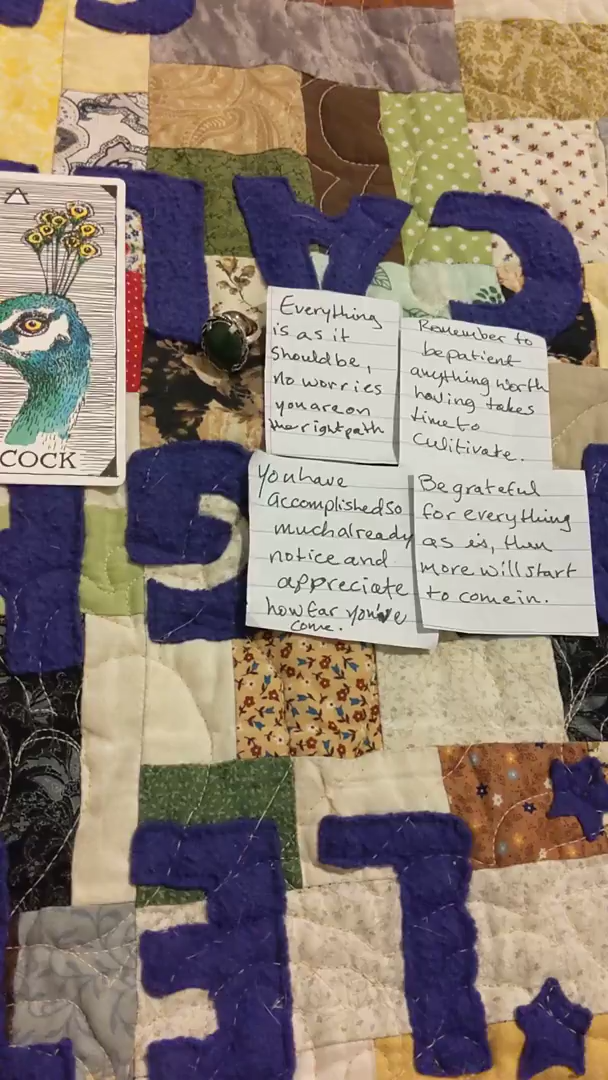 COCK
Everything
is as it
should be,
no worries
you are on
the right path
Remember to
be patient
anything worth
having takes
time to
culitivate.
You have
accomplished so
much already
notice and
appreciate
how far you've
come.
Be grateful
for everything
as is, then
more will start
to come in.